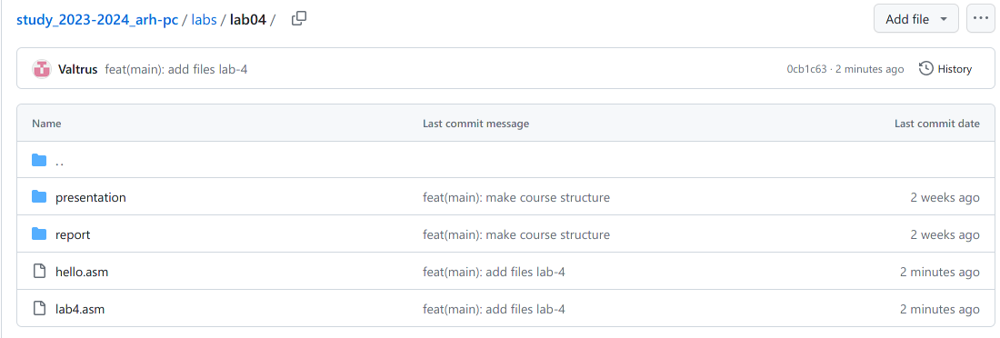 study_2023-2024_arh-pc / labs / lab04 / Add file
Valtrus feat(main): add files lab-4 0cb1c63 · 2 minutes ago History
Name Last commit message Last commit date
..
presentation feat(main): make course structure 2 weeks ago
report feat(main): make course structure 2 weeks ago
hello.asm feat(main): add files lab-4 2 minutes ago
lab4.asm feat(main): add files lab-4 2 minutes ago